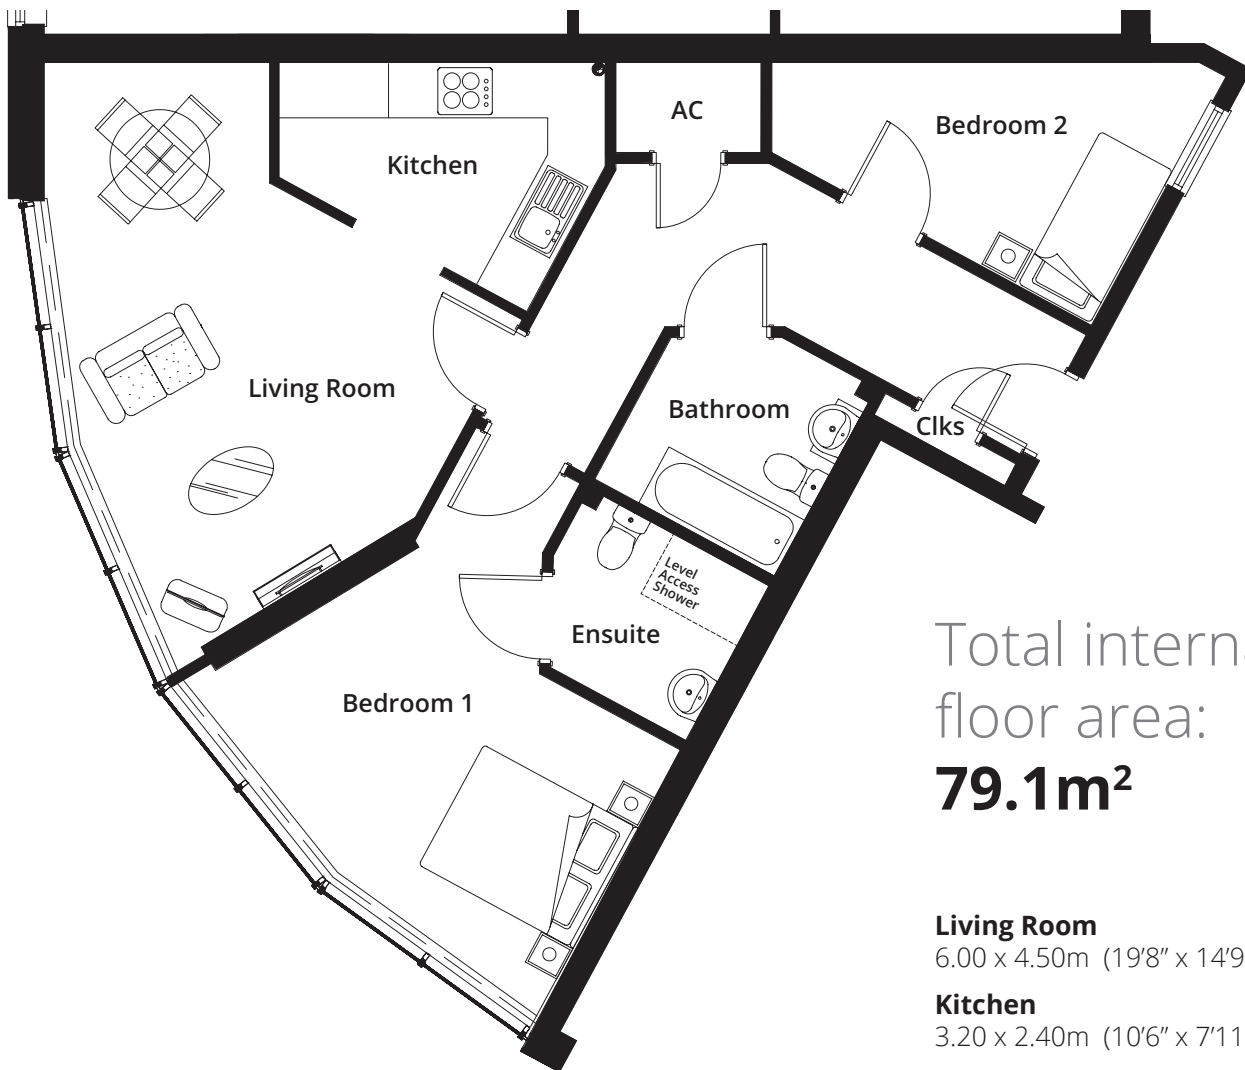 AC
Bedroom 2
Kitchen
Living Room
Bathroom
Clks
Level
Access
Shower
Ensuite
Bedroom 1
Total intern
floor area:
79.1m²
Living Room
6.00 x 4.50m (19’8” x 14’9
Kitchen
3.20 x 2.40m (10’6” x 7’11